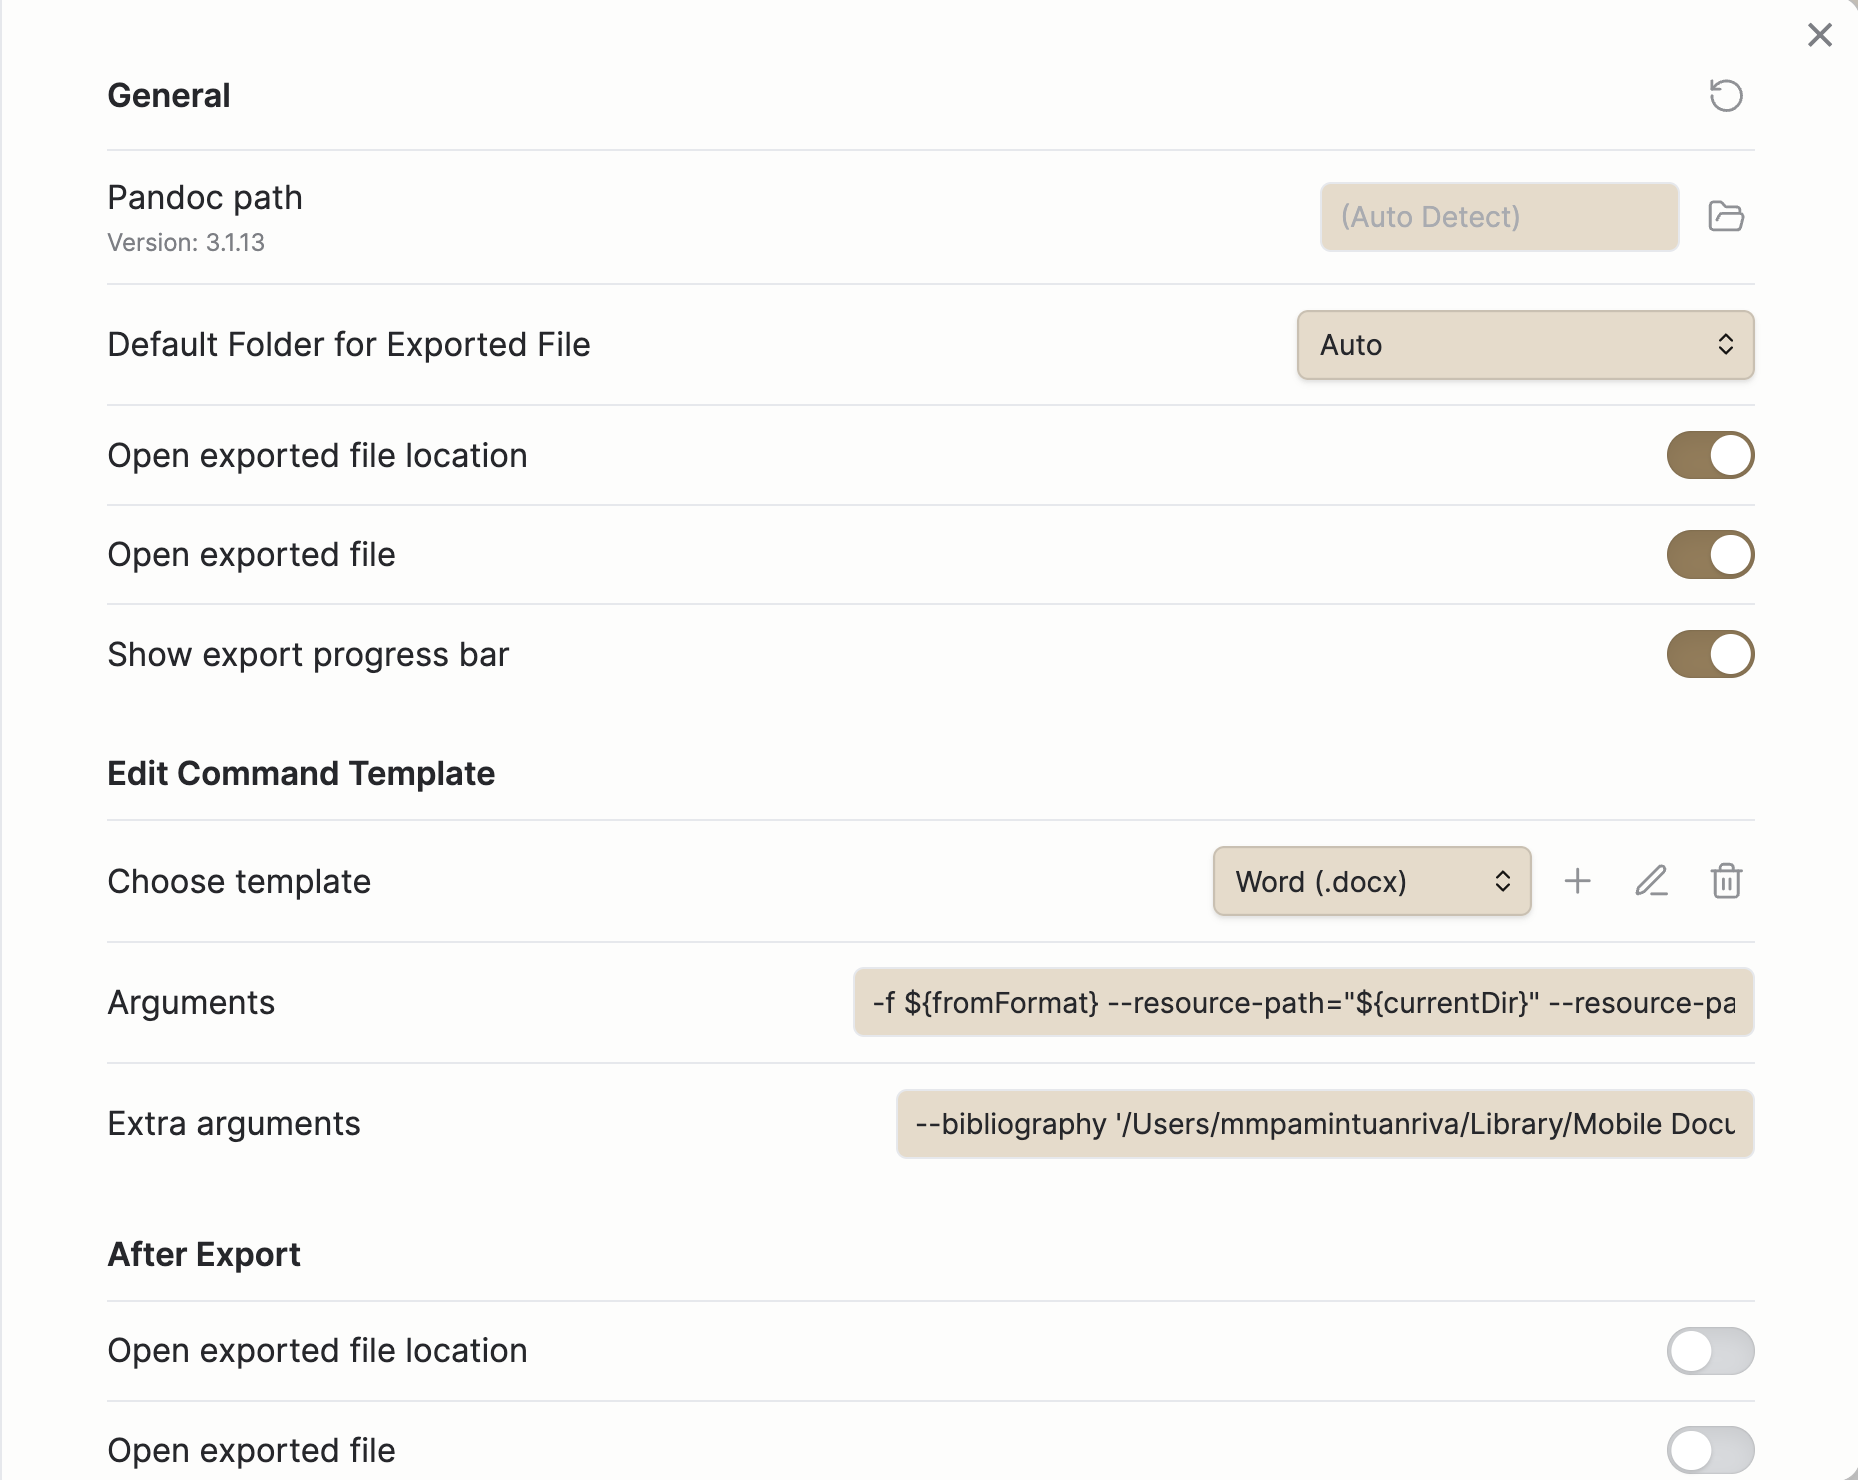 General
Pandoc path
Version: 3.1.13
(Auto Detect)
Default Folder for Exported File
Auto
Open exported file location
Open exported file
Show export progress bar
Edit Command Template
Choose template
Word (.docx)
Arguments
-f ${fromFormat} --resource-path="${currentDir}" --resource-pa
Extra arguments
--bibliography '/Users/mmpamintuanriva/Library/Mobile Docu
After Export
Open exported file location
Open exported file